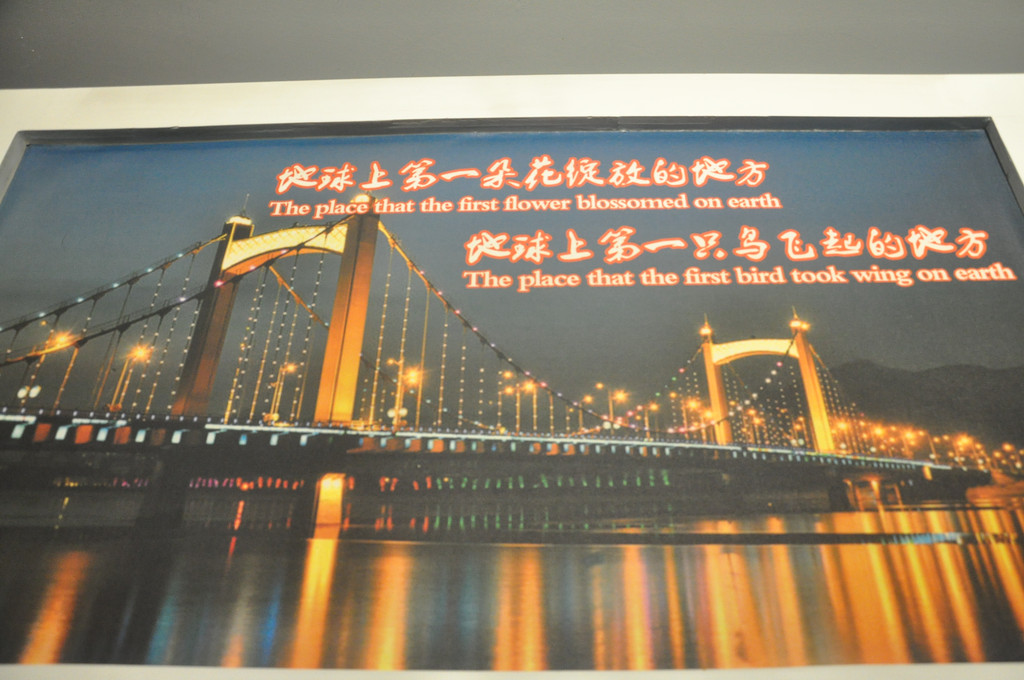 地球上第一朵花绽放的地方
The place that the first flower blossomed on earth
地球上第一只鸟飞起的地方
The place that the first bird took wing on earth